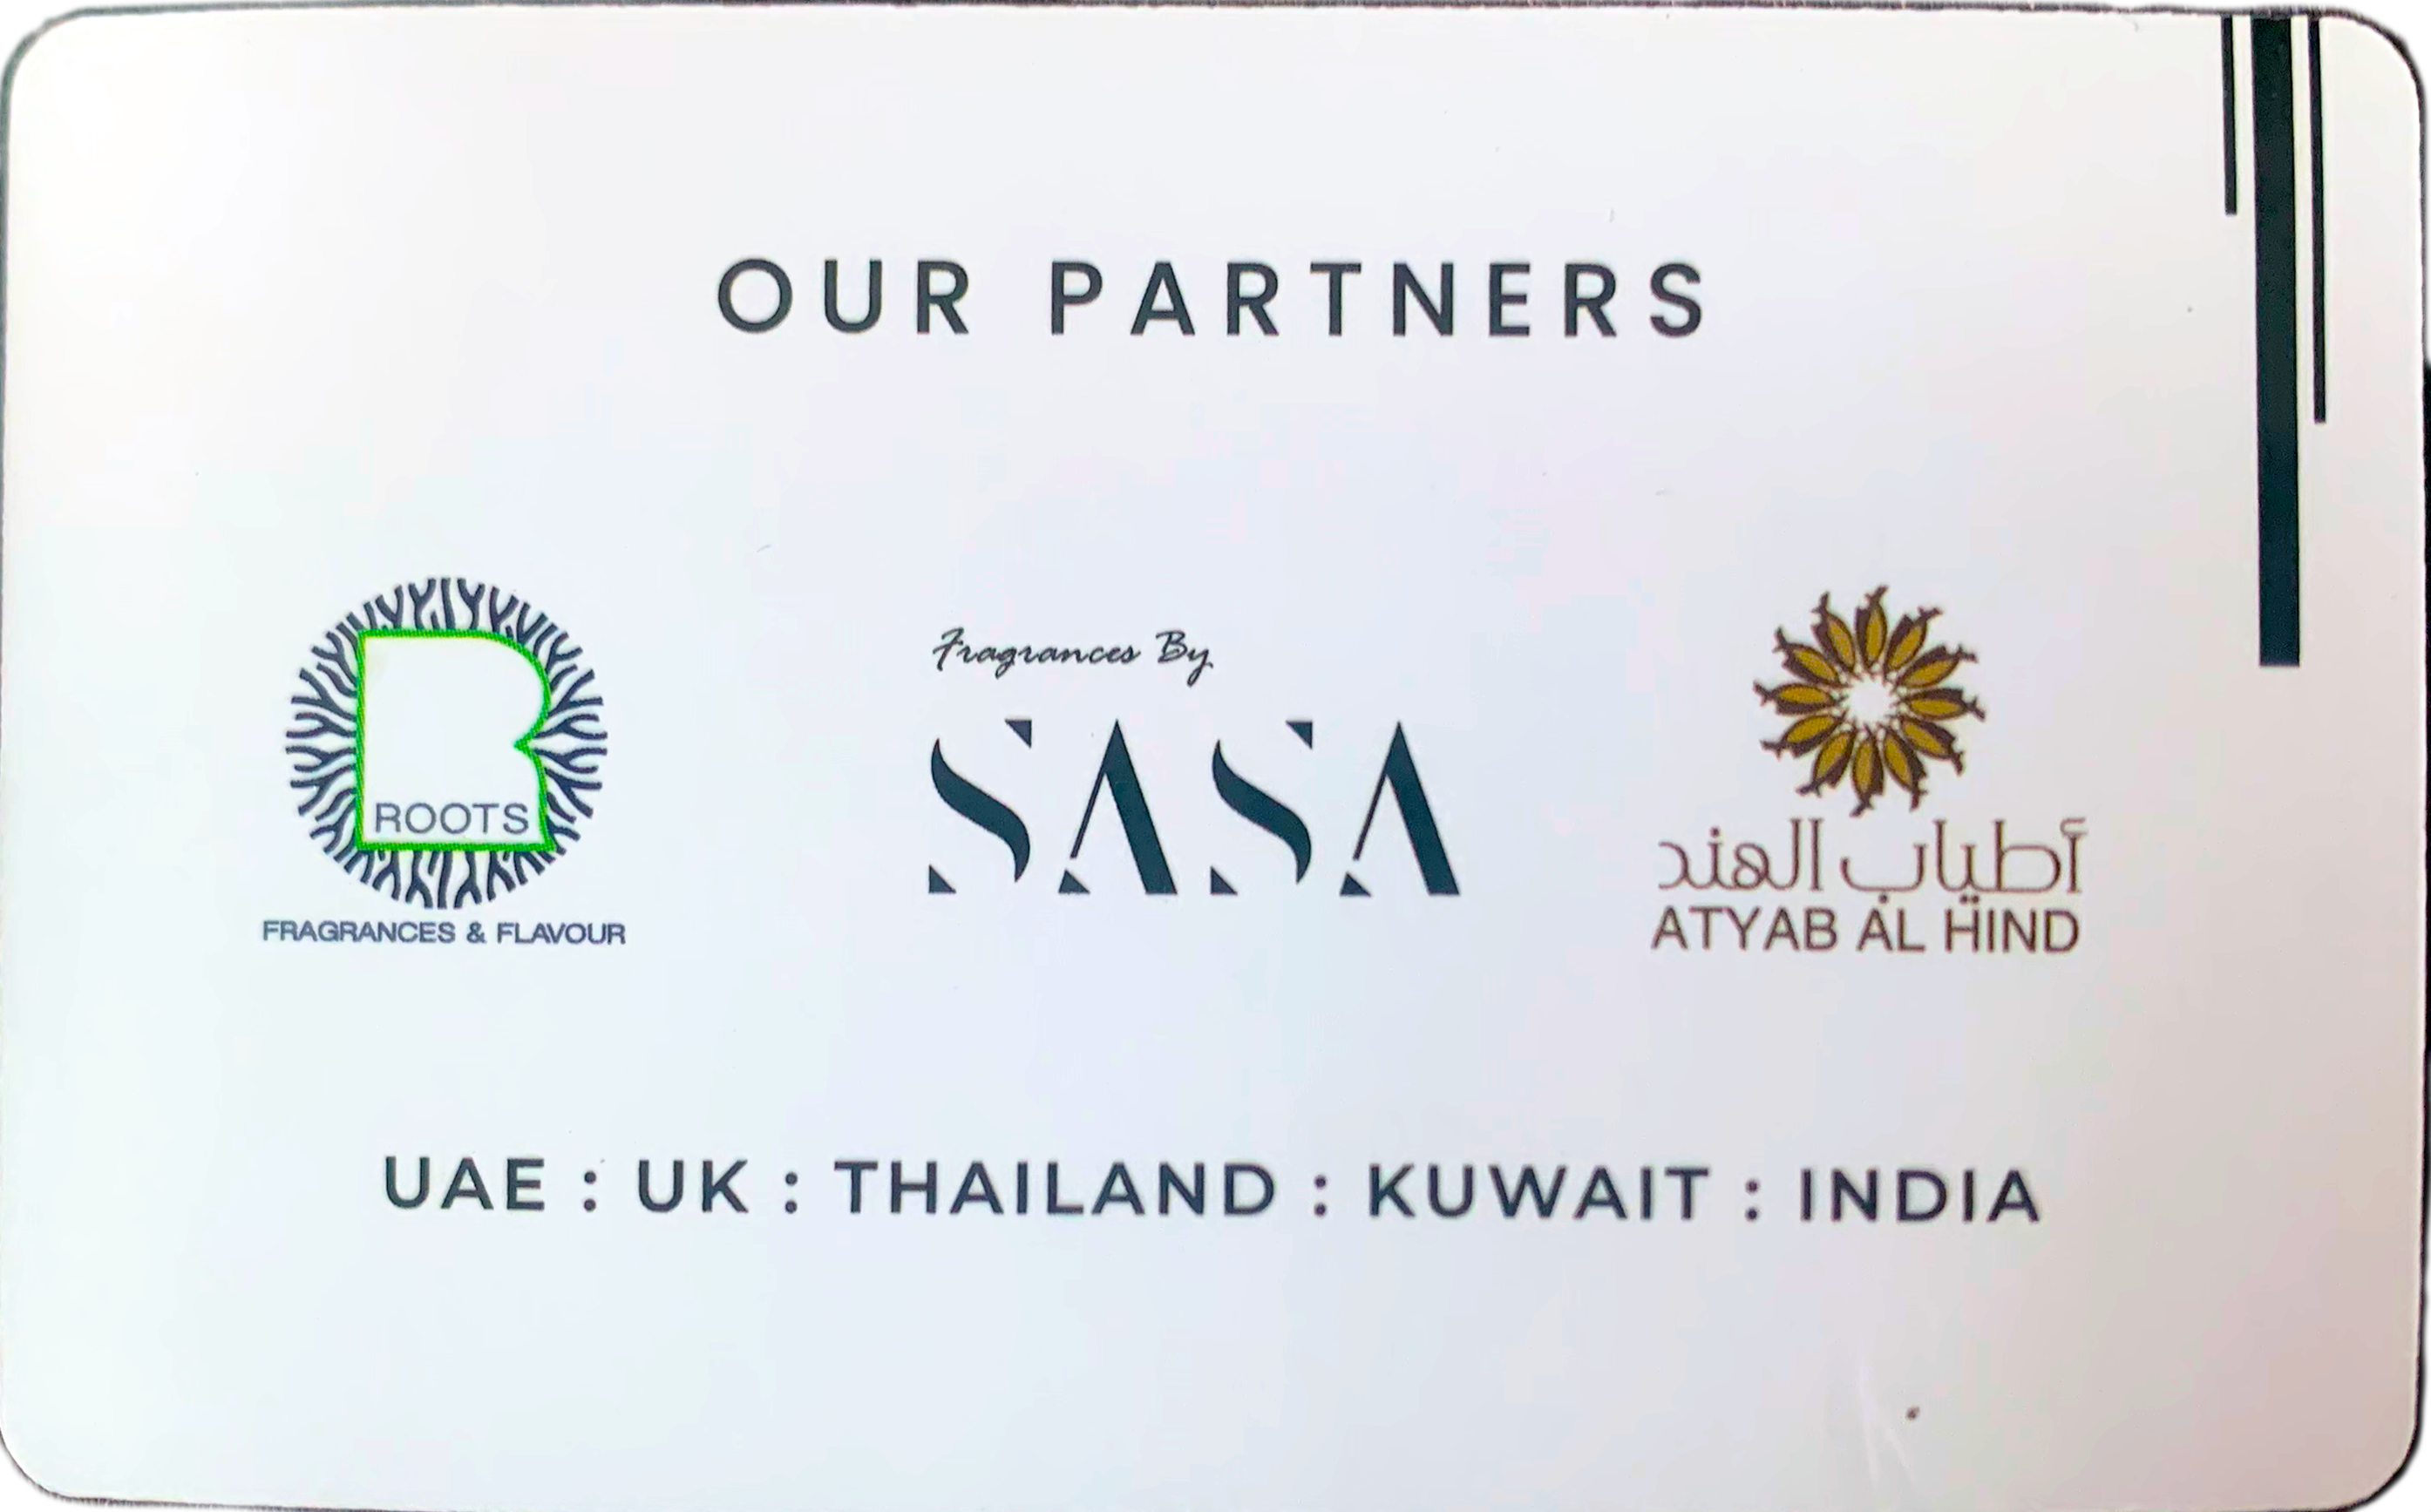 OUR PARTNERS
ROOTS
FRAGRANCES & FLAVOUR
Fragrances By
SASA
أطياب الهند
ATYAB AL HIND
UAE : UK : THAILAND : KUWAIT : INDIA